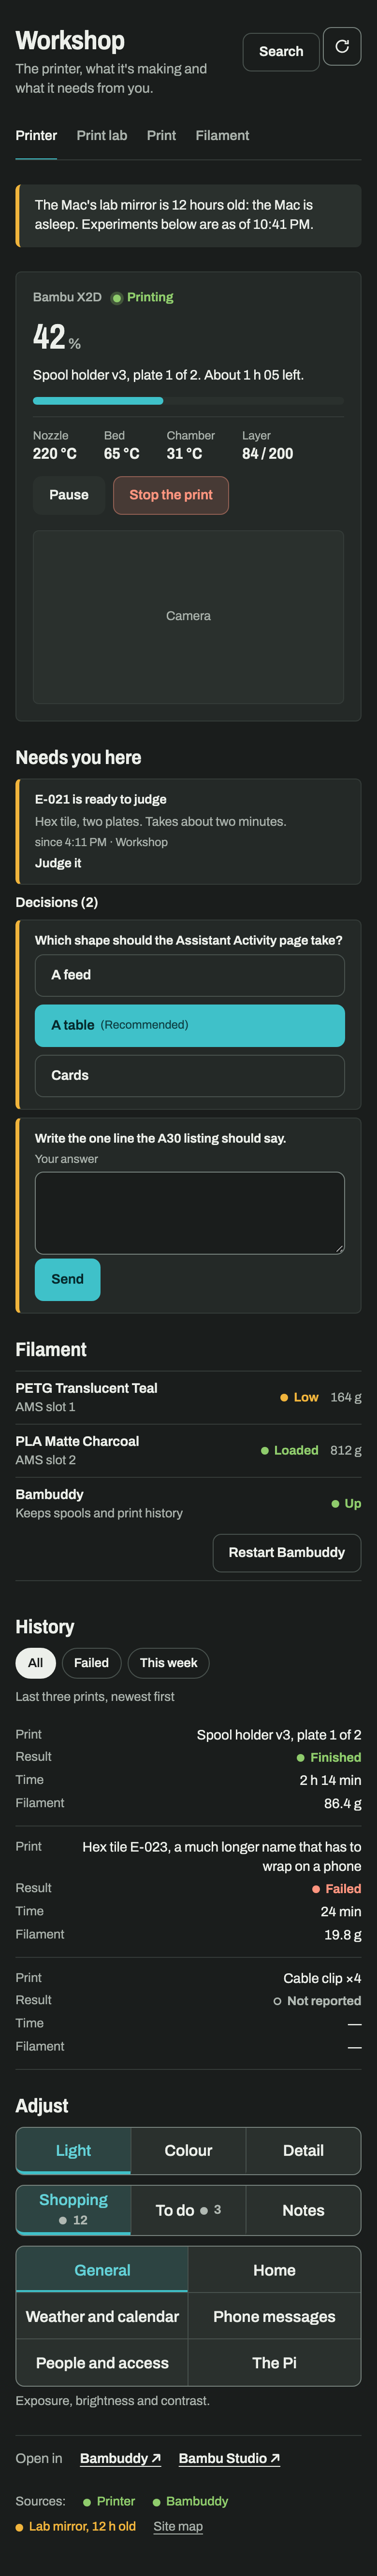 Workshop
The printer, what it's making and
what it needs from you.
Search
Printer
Print lab
Print
Filament
The Mac's lab mirror is 12 hours old: the Mac is
asleep. Experiments below are as of 10:41 PM.
Bambu X2D
Printing
42 %
Spool holder v3, plate 1 of 2. About 1 h 05 left.
Nozzle Bed Chamber Layer
220 °C 65 °C 31 °C 84 / 200
Pause
Stop the print
Camera
Needs you here
E-021 is ready to judge
Hex tile, two plates. Takes about two minutes.
since 4:11 PM · Workshop
Judge it
Decisions (2)
Which shape should the Assistant Activity page take?
A feed
A table (Recommended)
Cards
Write the one line the A30 listing should say.
Your answer
Send
Filament
PETG Translucent Teal
AMS slot 1
Low 164 g
PLA Matte Charcoal
AMS slot 2
Loaded 812 g
Bambuddy
Keeps spools and print history
Up
Restart Bambuddy
History
All
Failed
This week
Last three prints, newest first
Print Spool holder v3, plate 1 of 2
Result Finished
Time 2 h 14 min
Filament 86.4 g
Print Hex tile E-023, a much longer name that has to
wrap on a phone
Result Failed
Time 24 min
Filament 19.8 g
Print Cable clip ×4
Result Not reported
Time —
Filament —
Adjust
Light
Colour
Detail
Shopping
12
To do 3
Notes
General
Home
Weather and calendar
Phone messages
People and access
The Pi
Exposure, brightness and contrast.
Open in Bambuddy ↗ Bambu Studio ↗
Sources: Printer Bambuddy
Lab mirror, 12 h old Site map